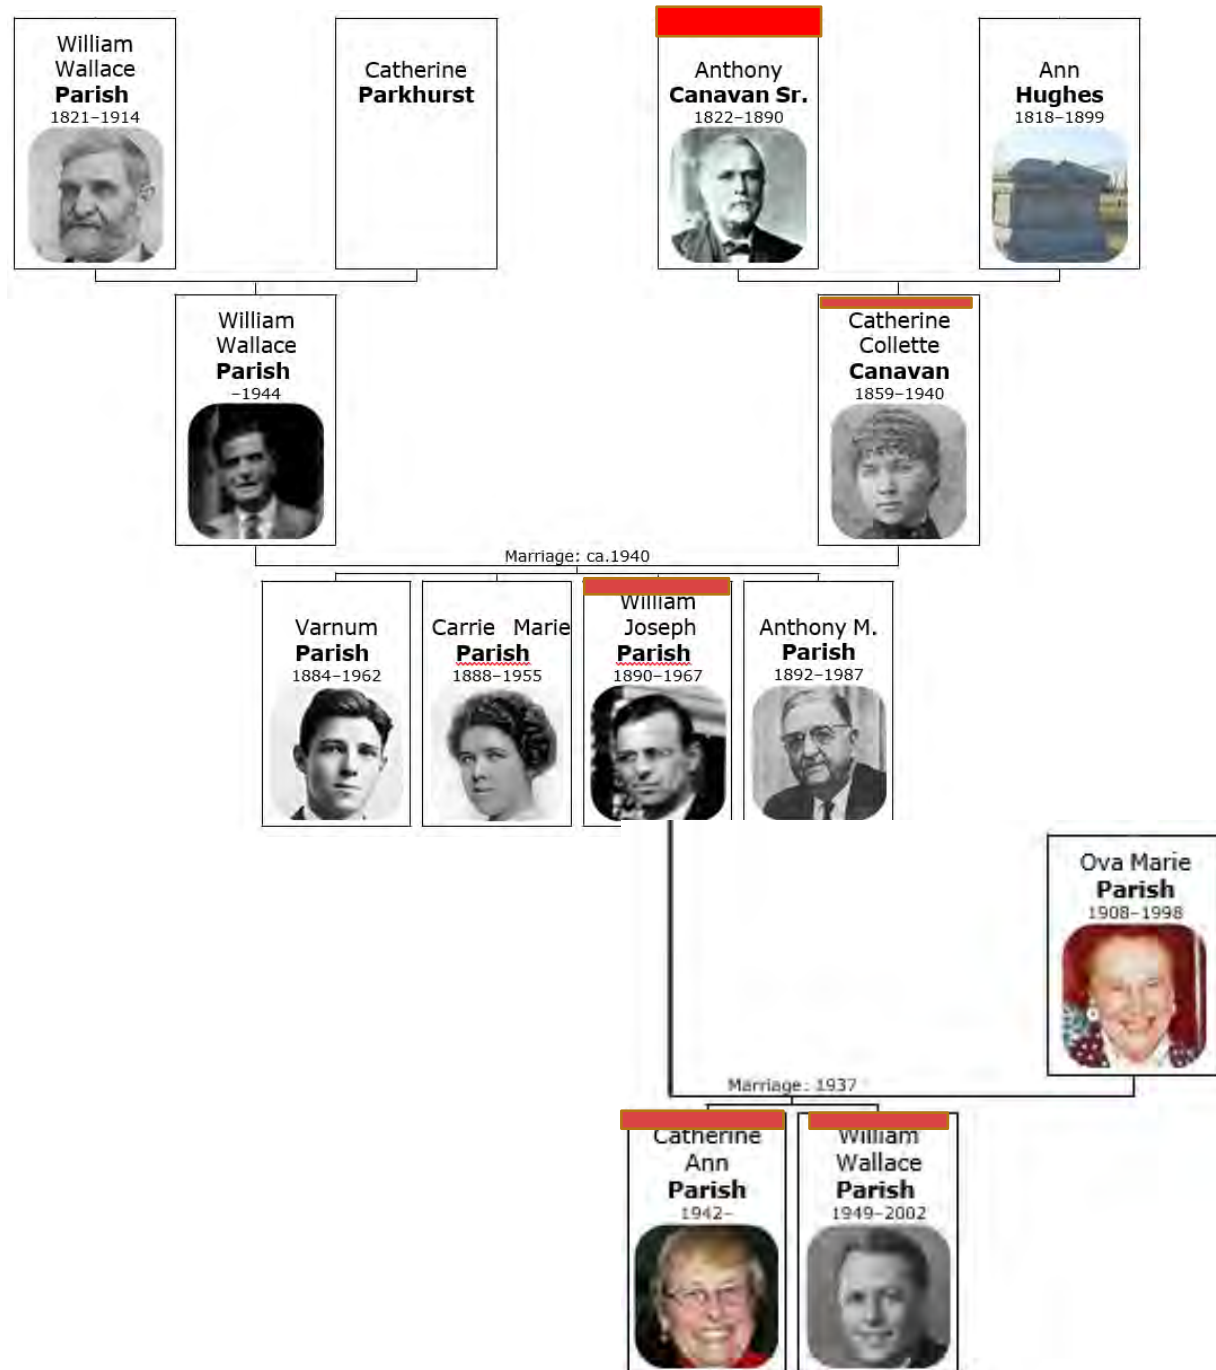 William
Wallace
Parish
1821–1914
Catherine
Parkhurst
Anthony
Canavan Sr.
1822–1890
Ann
Hughes
1818–1899
William
Wallace
Parish
–1944
Catherine
Collette
Canavan
1859–1940
Marriage: ca.1940
Varnum
Parish
1884–1962
Carrie Marie
Parish
1888–1955
William
Joseph
Parish
1890–1967
Anthony M.
Parish
1892–1987
Ova Marie
Parish
1908–1998
Marriage: 1937
Catherine
Ann
Parish
1942–
William
Wallace
Parish
1949–2002